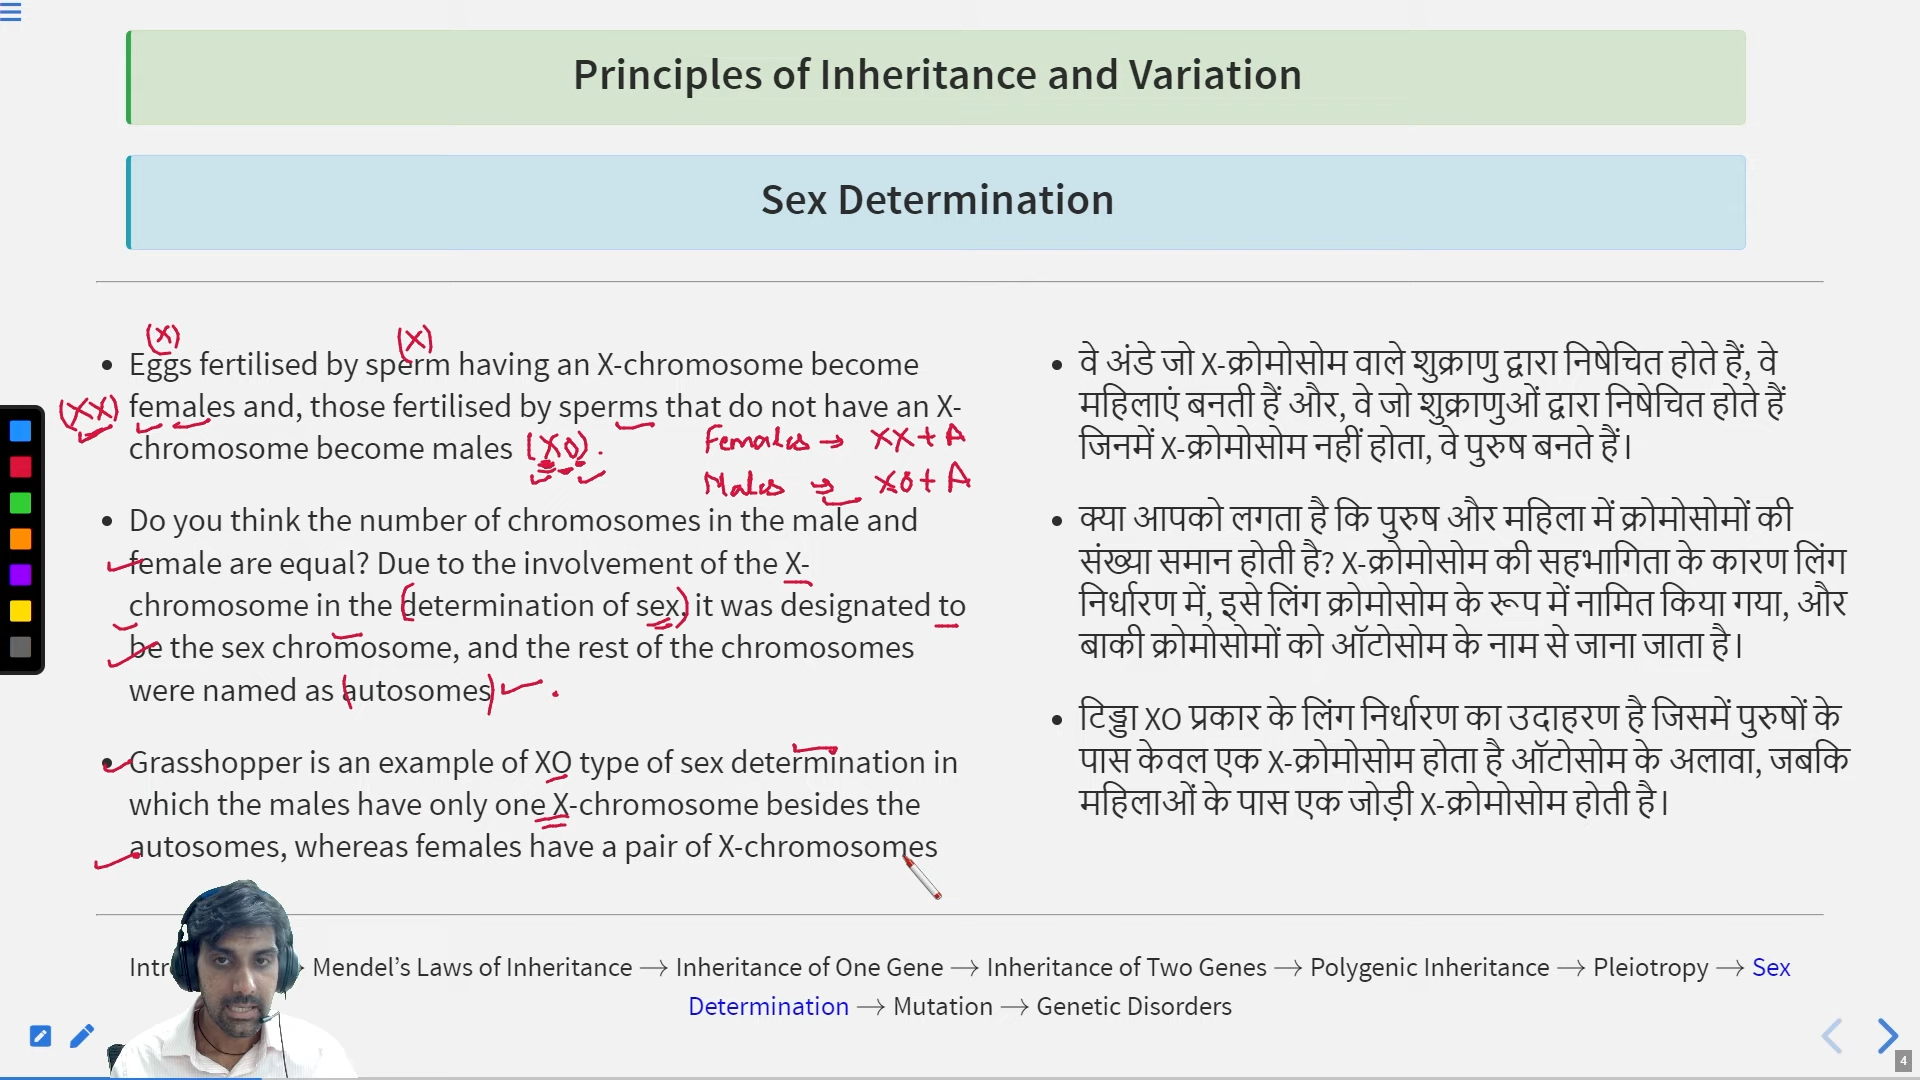 Principles of Inheritance and Variation
Sex Determination
(X) (X)
Eggs fertilised by sperm having an X-chromosome become
(XX) females and, those fertilised by sperms that do not have an X-
chromosome become males (XO).
Females → XX + A
Males → XO + A
Do you think the number of chromosomes in the male and
female are equal? Due to the involvement of the X-
chromosome in the (determination of sex,) it was designated to
be the sex chromosome, and the rest of the chromosomes
were named as (autosomes)
Grasshopper is an example of XO type of sex determination in
which the males have only one X-chromosome besides the
autosomes, whereas females have a pair of X-chromosomes
वे अंडे जो X-क्रोमोसोम वाले शुक्राणु द्वारा निषेचित होते हैं, वे
महिलाएं बनती हैं और, वे जो शुक्राणुओं द्वारा निषेचित होते हैं
जिनमें X-क्रोमोसोम नहीं होता, वे पुरुष बनते हैं।
क्या आपको लगता है कि पुरुष और महिला में क्रोमोसोमों की
संख्या समान होती है? X-क्रोमोसोम की सहभागिता के कारण लिंग
निर्धारण में, इसे लिंग क्रोमोसोम के रूप में नामित किया गया, और
बाकी क्रोमोसोमों को ऑटोसोम के नाम से जाना जाता है।
टिड्डा XO प्रकार के लिंग निर्धारण का उदाहरण है जिसमें पुरुषों के
पास केवल एक X-क्रोमोसोम होता है ऑटोसोम के अलावा, जबकि
महिलाओं के पास एक जोड़ी X-क्रोमोसोम होती है।
→ Mendel’s Laws of Inheritance → Inheritance of One Gene → Inheritance of Two Genes → Polygenic Inheritance → Pleiotropy → Sex
Determination → Mutation → Genetic Disorders
4